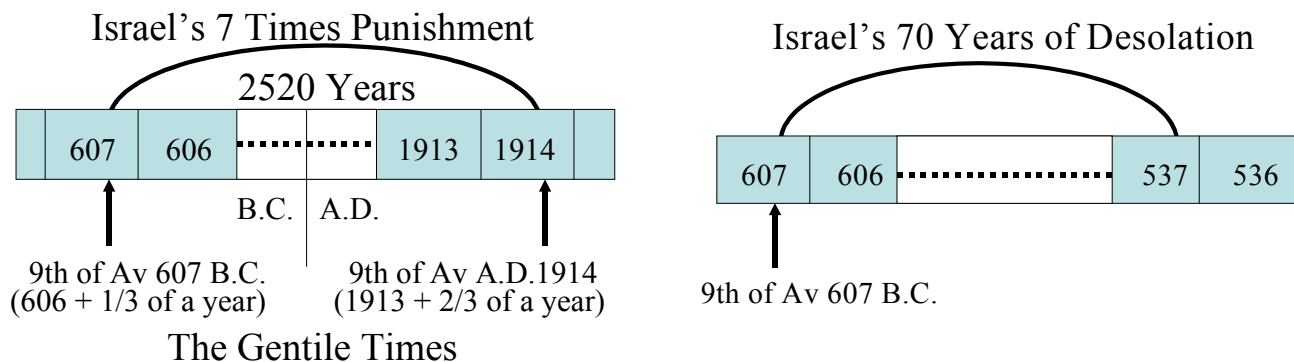 Israel's 7 Times Punishment
2520 Years
607 606 1913 1914
B.C. A.D.
9th of Av 607 B.C.
(606 + 1/3 of a year)
9th of Av A.D.1914
(1913 + 2/3 of a year)
The Gentile Times
Israel's 70 Years of Desolation
607 606 537 536
9th of Av 607 B.C.